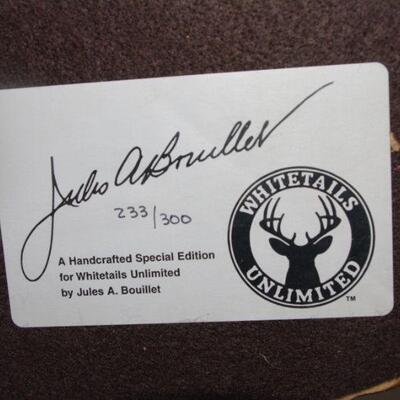 Jules A. Bouillet
233/300
A Handcrafted Special Edition
for Whitetails Unlimited
by Jules A. Bouillet
WHITETAILS
UNLIMITED
TM